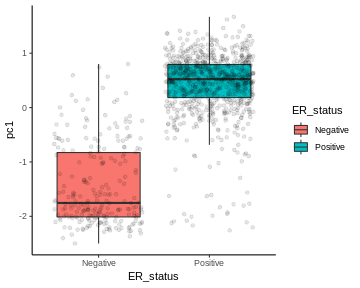 pc1
1
0
-1
-2
Negative
Positive
ER_status
ER_status
Negative
Positive